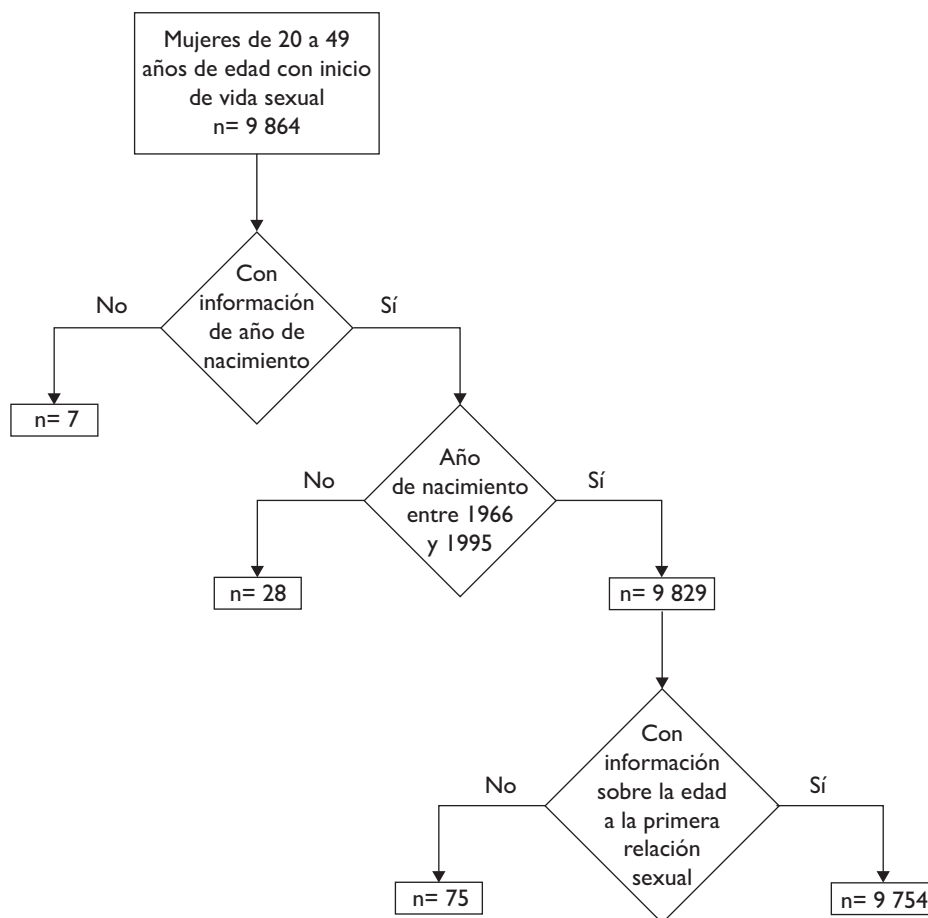 Mujeres de 20 a 49
años de edad con inicio
de vida sexual
n= 9 864
Con
información
de año de
nacimiento
No
Sí
n= 7
Año
de nacimiento
entre 1966
y 1995
No
Sí
n= 28
n= 9 829
Con
información
sobre la edad
a la primera
relación
sexual
No
Sí
n= 75
n= 9 754